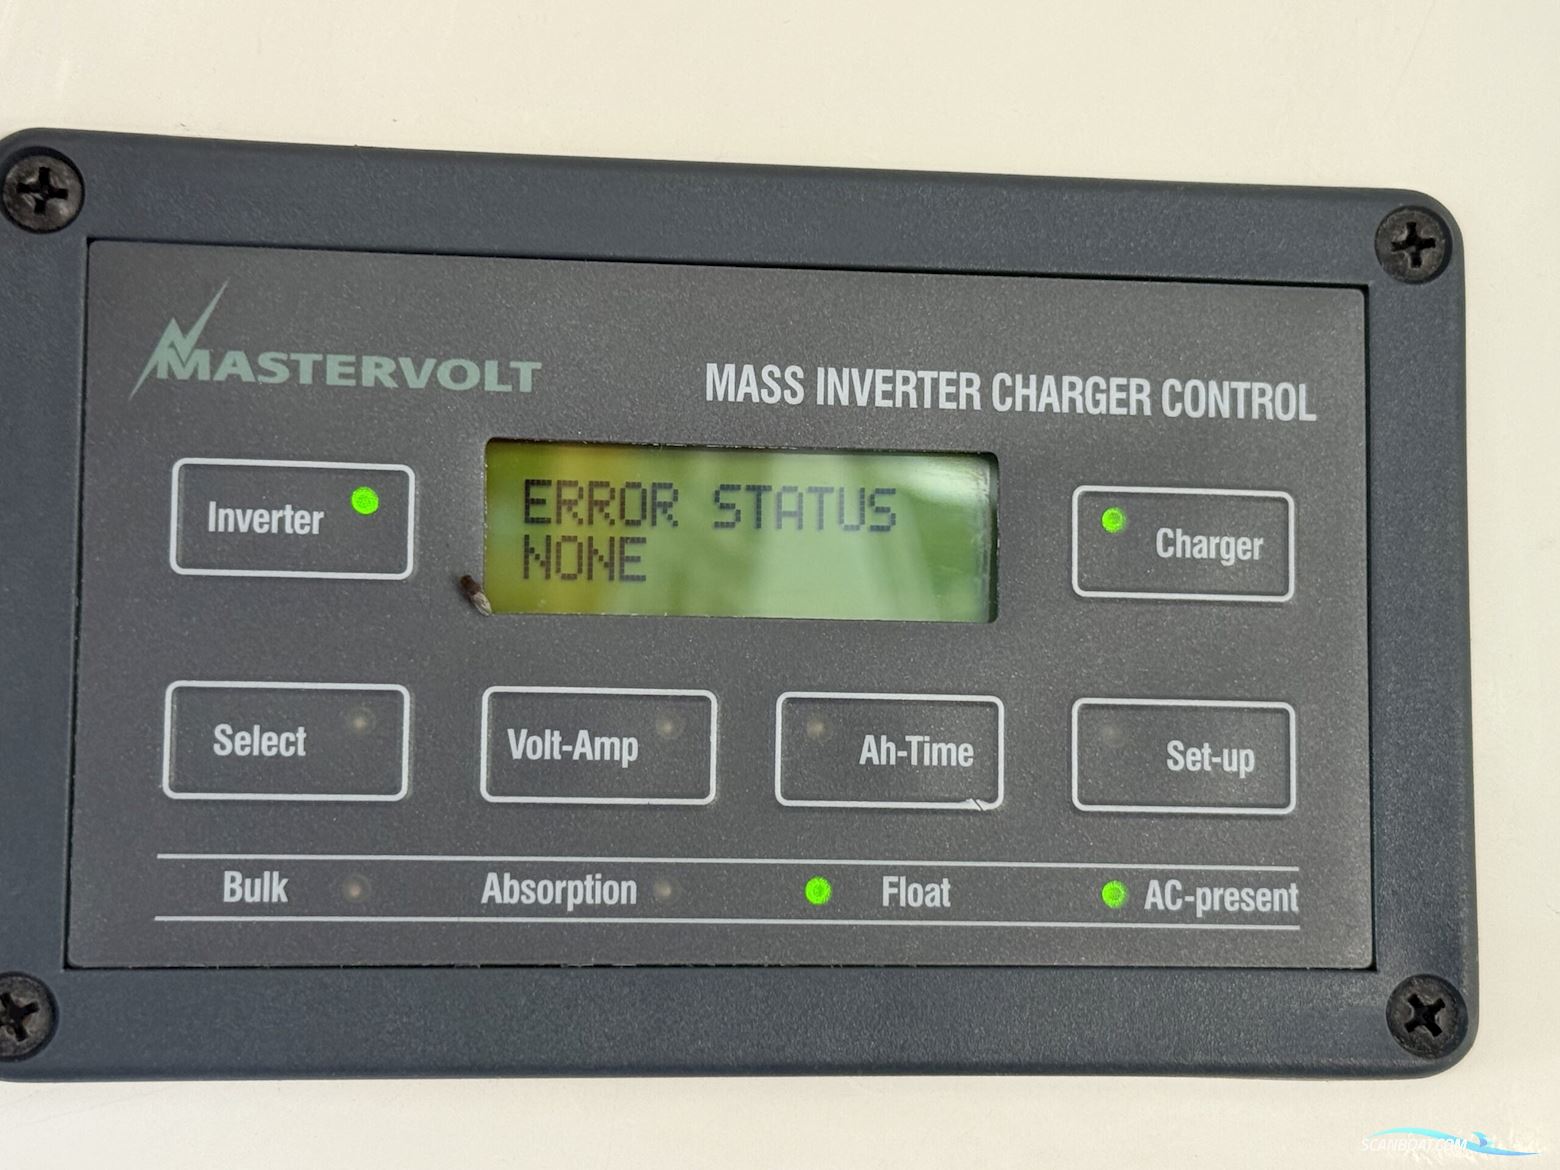 MASTERVOLT
MASS INVERTER CHARGER CONTROL
Inverter
ERROR STATUS
NONE
Charger
Select
Volt-Amp
Ah-Time
Set-up
Bulk
Absorption
Float
AC-present
SCANBOAT.COM